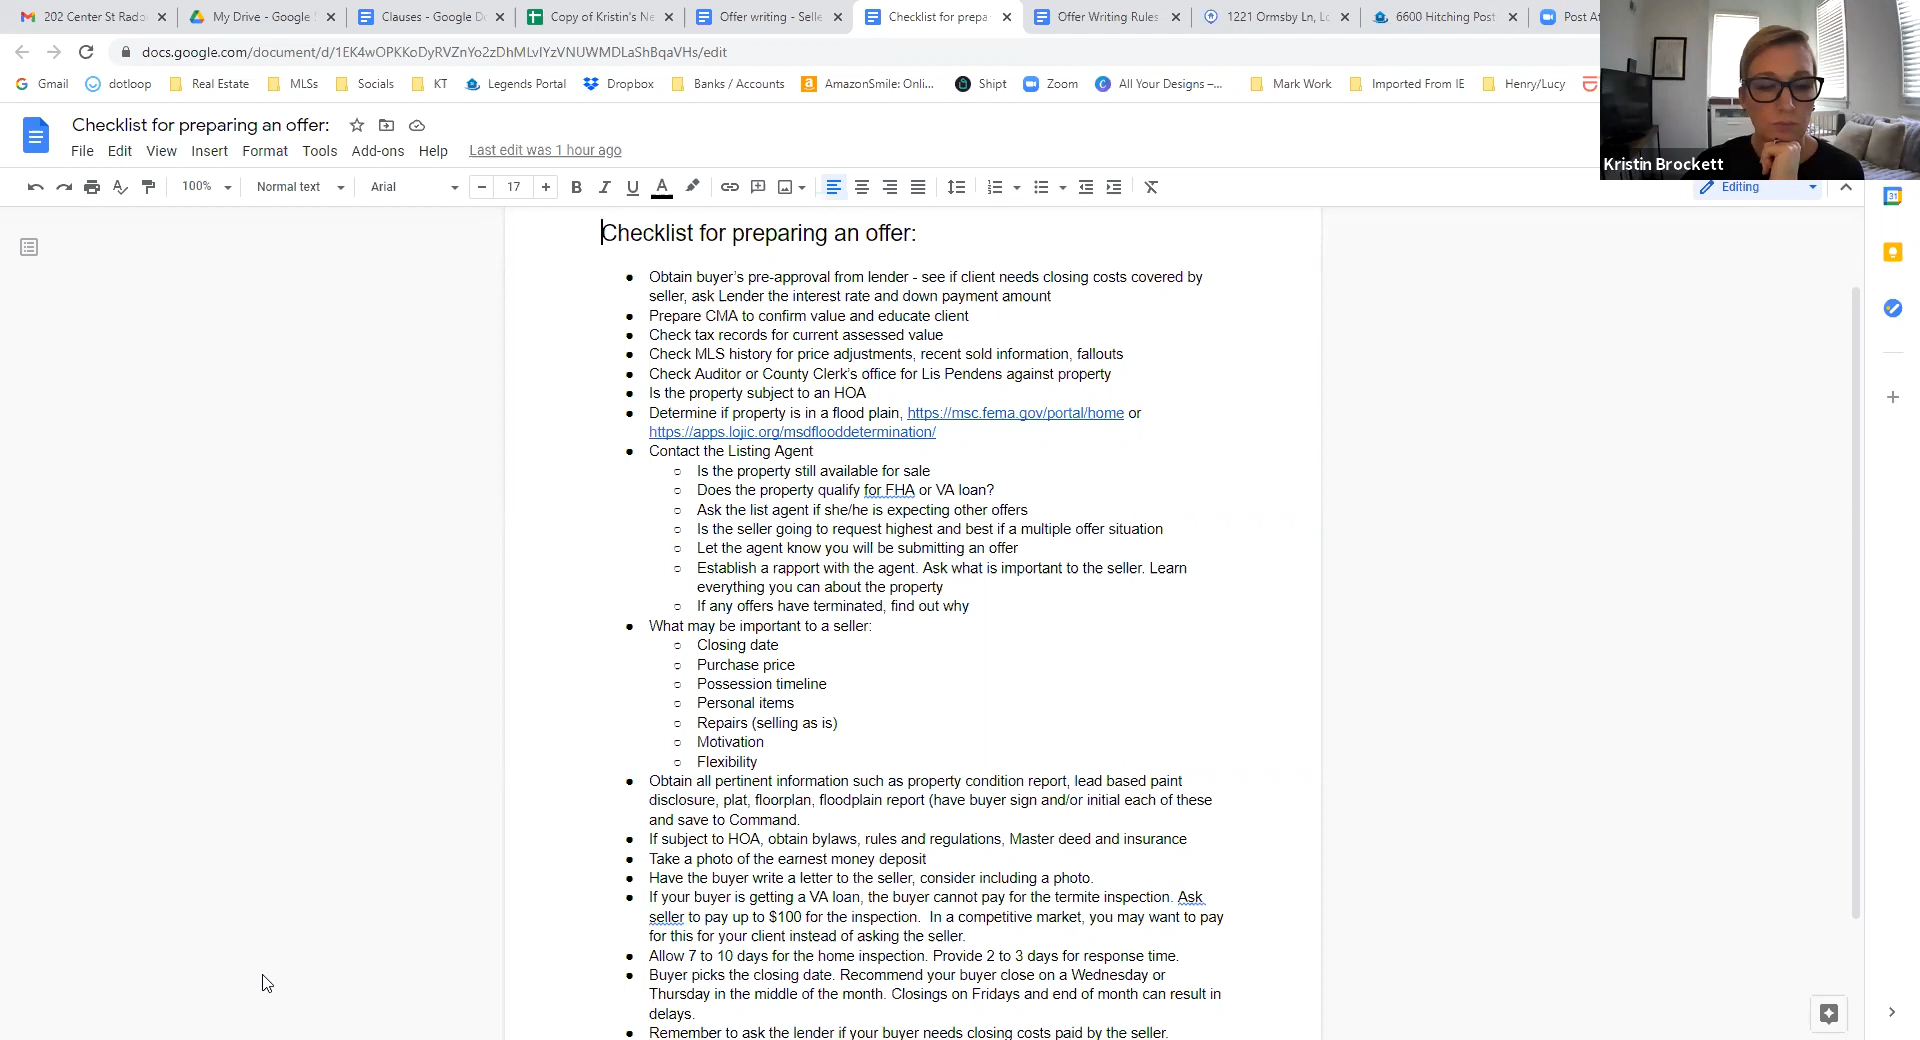 202 Center St Rado
My Drive - Google
Clauses - Google D
Copy of Kristin's Ne
Offer writing - Selle
Checklist for prepa
Offer Writing Rules
1221 Ormsby Ln, Lo
6600 Hitching Post
Post At
docs.google.com/document/d/1EK4wOPKKoDyRVZnYo2zDhMLvIYzVNUWMDLaShBqaVHs/edit
Gmail
dotloop
Real Estate
MLSs
Socials
KT
Legends Portal
Dropbox
Banks / Accounts
AmazonSmile: Onli...
Shipt
Zoom
All Your Designs –...
Mark Work
Imported From IE
Henry/Lucy
Kristin Brockett
Checklist for preparing an offer:
File Edit View Insert Format Tools Add-ons Help Last edit was 1 hour ago
100% Normal text Arial 17 Editing
31
Checklist for preparing an offer:
● Obtain buyer's pre-approval from lender - see if client needs closing costs covered by
seller, ask Lender the interest rate and down payment amount
● Prepare CMA to confirm value and educate client
● Check tax records for current assessed value
● Check MLS history for price adjustments, recent sold information, fallouts
● Check Auditor or County Clerk's office for Lis Pendens against property
● Is the property subject to an HOA
● Determine if property is in a flood plain, https://msc.fema.gov/portal/home or
https://apps.lojic.org/msdflooddetermination/
● Contact the Listing Agent
○ Is the property still available for sale
○ Does the property qualify for FHA or VA loan?
○ Ask the list agent if she/he is expecting other offers
○ Is the seller going to request highest and best if a multiple offer situation
○ Let the agent know you will be submitting an offer
○ Establish a rapport with the agent. Ask what is important to the seller. Learn
everything you can about the property
○ If any offers have terminated, find out why
● What may be important to a seller:
○ Closing date
○ Purchase price
○ Possession timeline
○ Personal items
○ Repairs (selling as is)
○ Motivation
○ Flexibility
● Obtain all pertinent information such as property condition report, lead based paint
disclosure, plat, floorplan, floodplain report (have buyer sign and/or initial each of these
and save to Command.
● If subject to HOA, obtain bylaws, rules and regulations, Master deed and insurance
● Take a photo of the earnest money deposit
● Have the buyer write a letter to the seller, consider including a photo.
● If your buyer is getting a VA loan, the buyer cannot pay for the termite inspection. Ask
seller to pay up to $100 for the inspection. In a competitive market, you may want to pay
for this for your client instead of asking the seller.
● Allow 7 to 10 days for the home inspection. Provide 2 to 3 days for response time.
● Buyer picks the closing date. Recommend your buyer close on a Wednesday or
Thursday in the middle of the month. Closings on Fridays and end of month can result in
delays.
● Remember to ask the lender if your buyer needs closing costs paid by the seller.